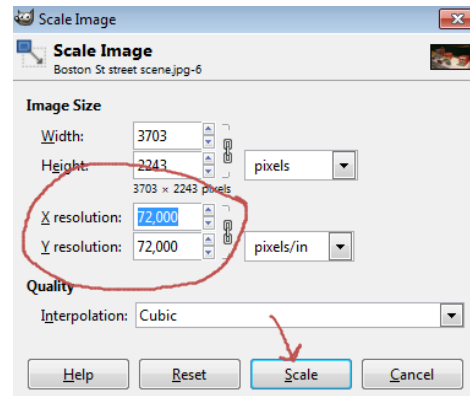 Scale Image
Scale Image
Boston St street scene.jpg-6
Image Size
Width: 3703
Height: 2243 pixels
3703 × 2243 pixels
X resolution: 72,000
Y resolution: 72,000 pixels/in
Quality
Interpolation: Cubic
Help Reset Scale Cancel